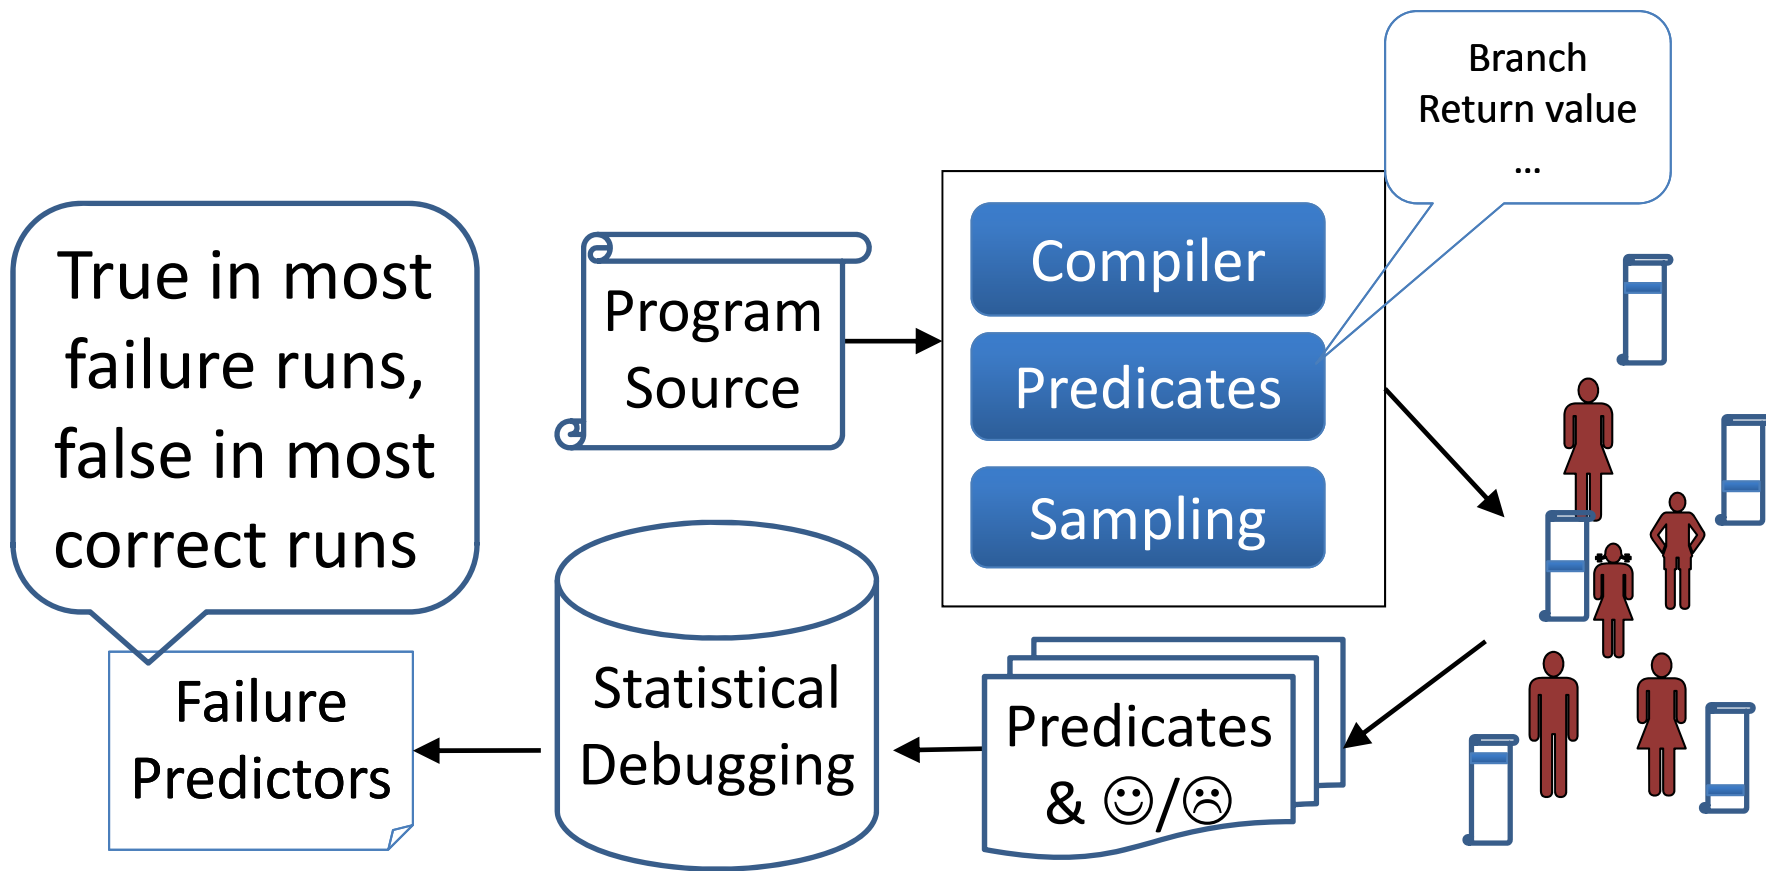 Branch
Return value
...
True in most
failure runs,
false in most
correct runs
Program
Source
Compiler
Predicates
Sampling
Failure
Predictors
Statistical
Debugging
Predicates
& ☺/☹